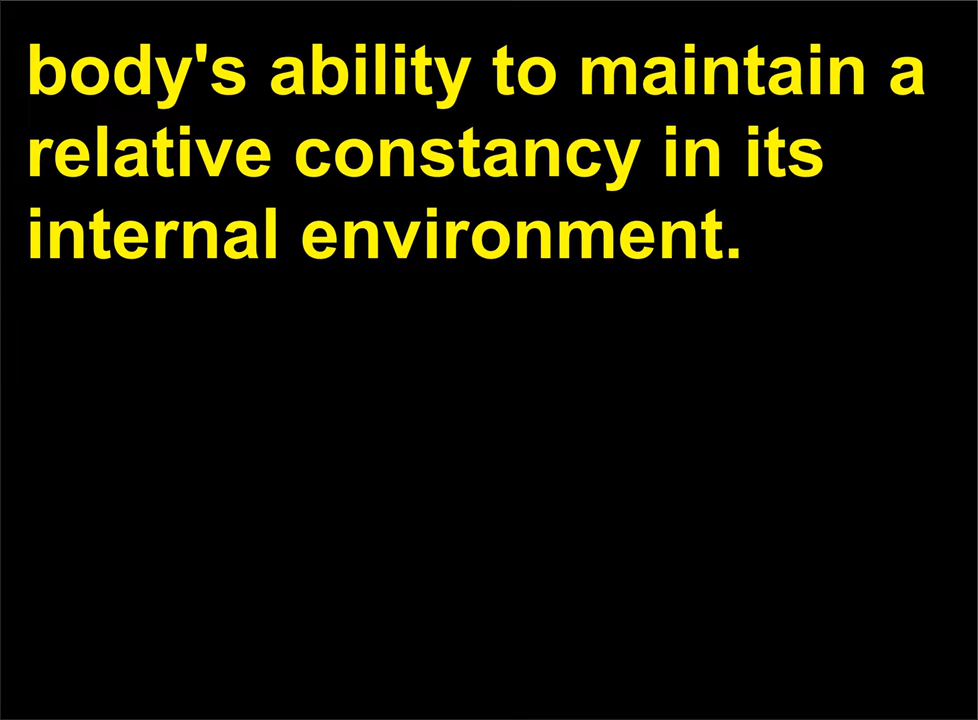 body's ability to maintain a
relative constancy in its
internal environment.